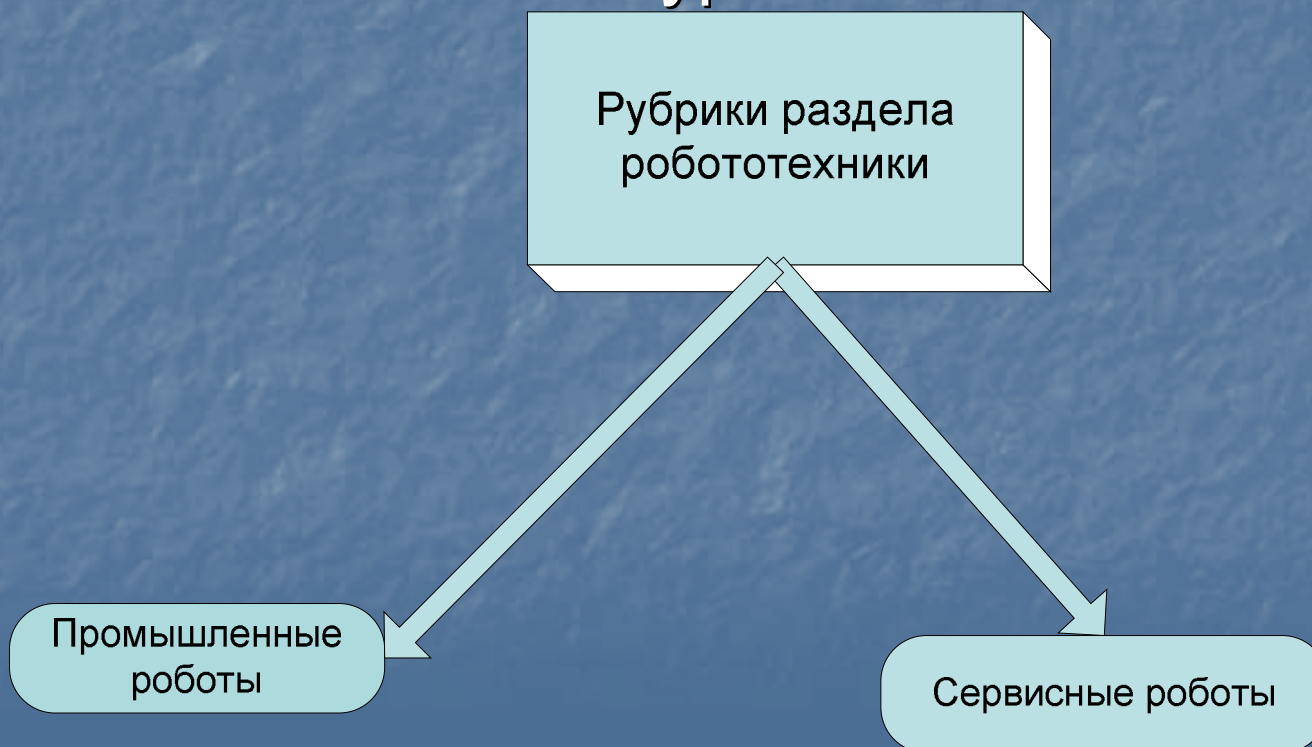 Рубрики раздела
робототехники
Промышленные
роботы
Сервисные роботы